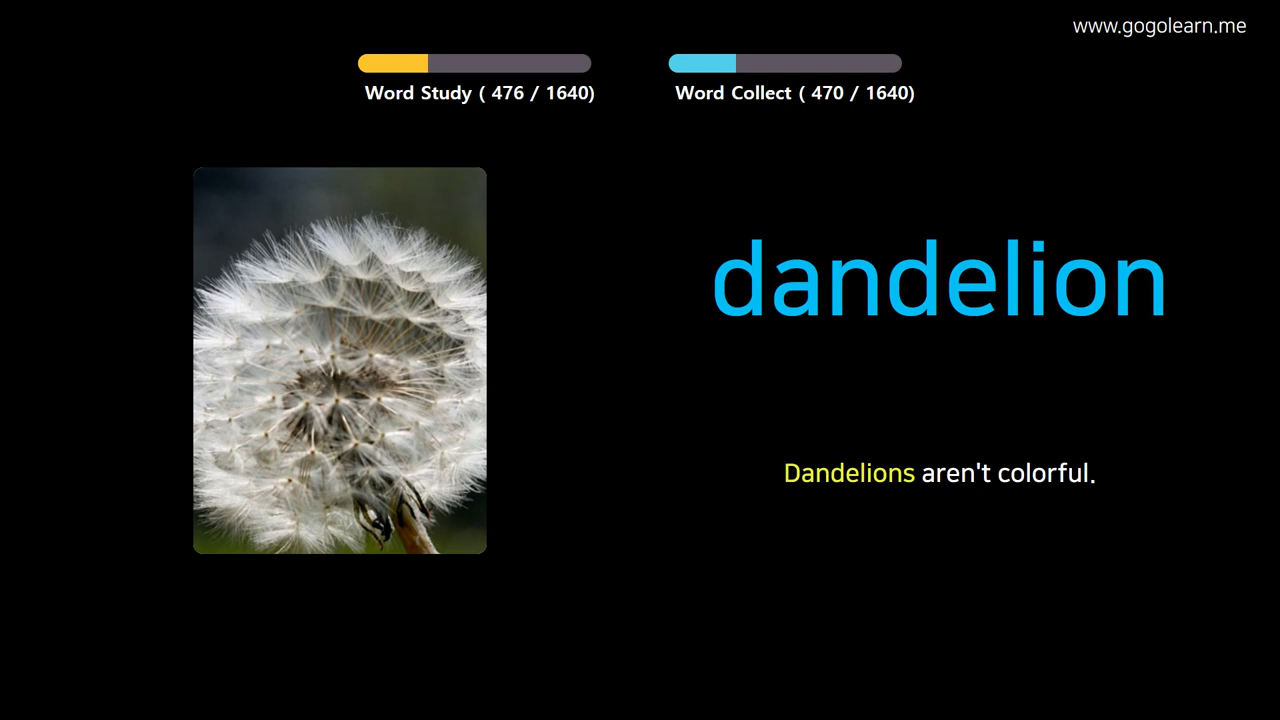 www.gogolearn.me
Word Study ( 476 / 1640)
Word Collect ( 470 / 1640)
dandelion
Dandelions aren't colorful.